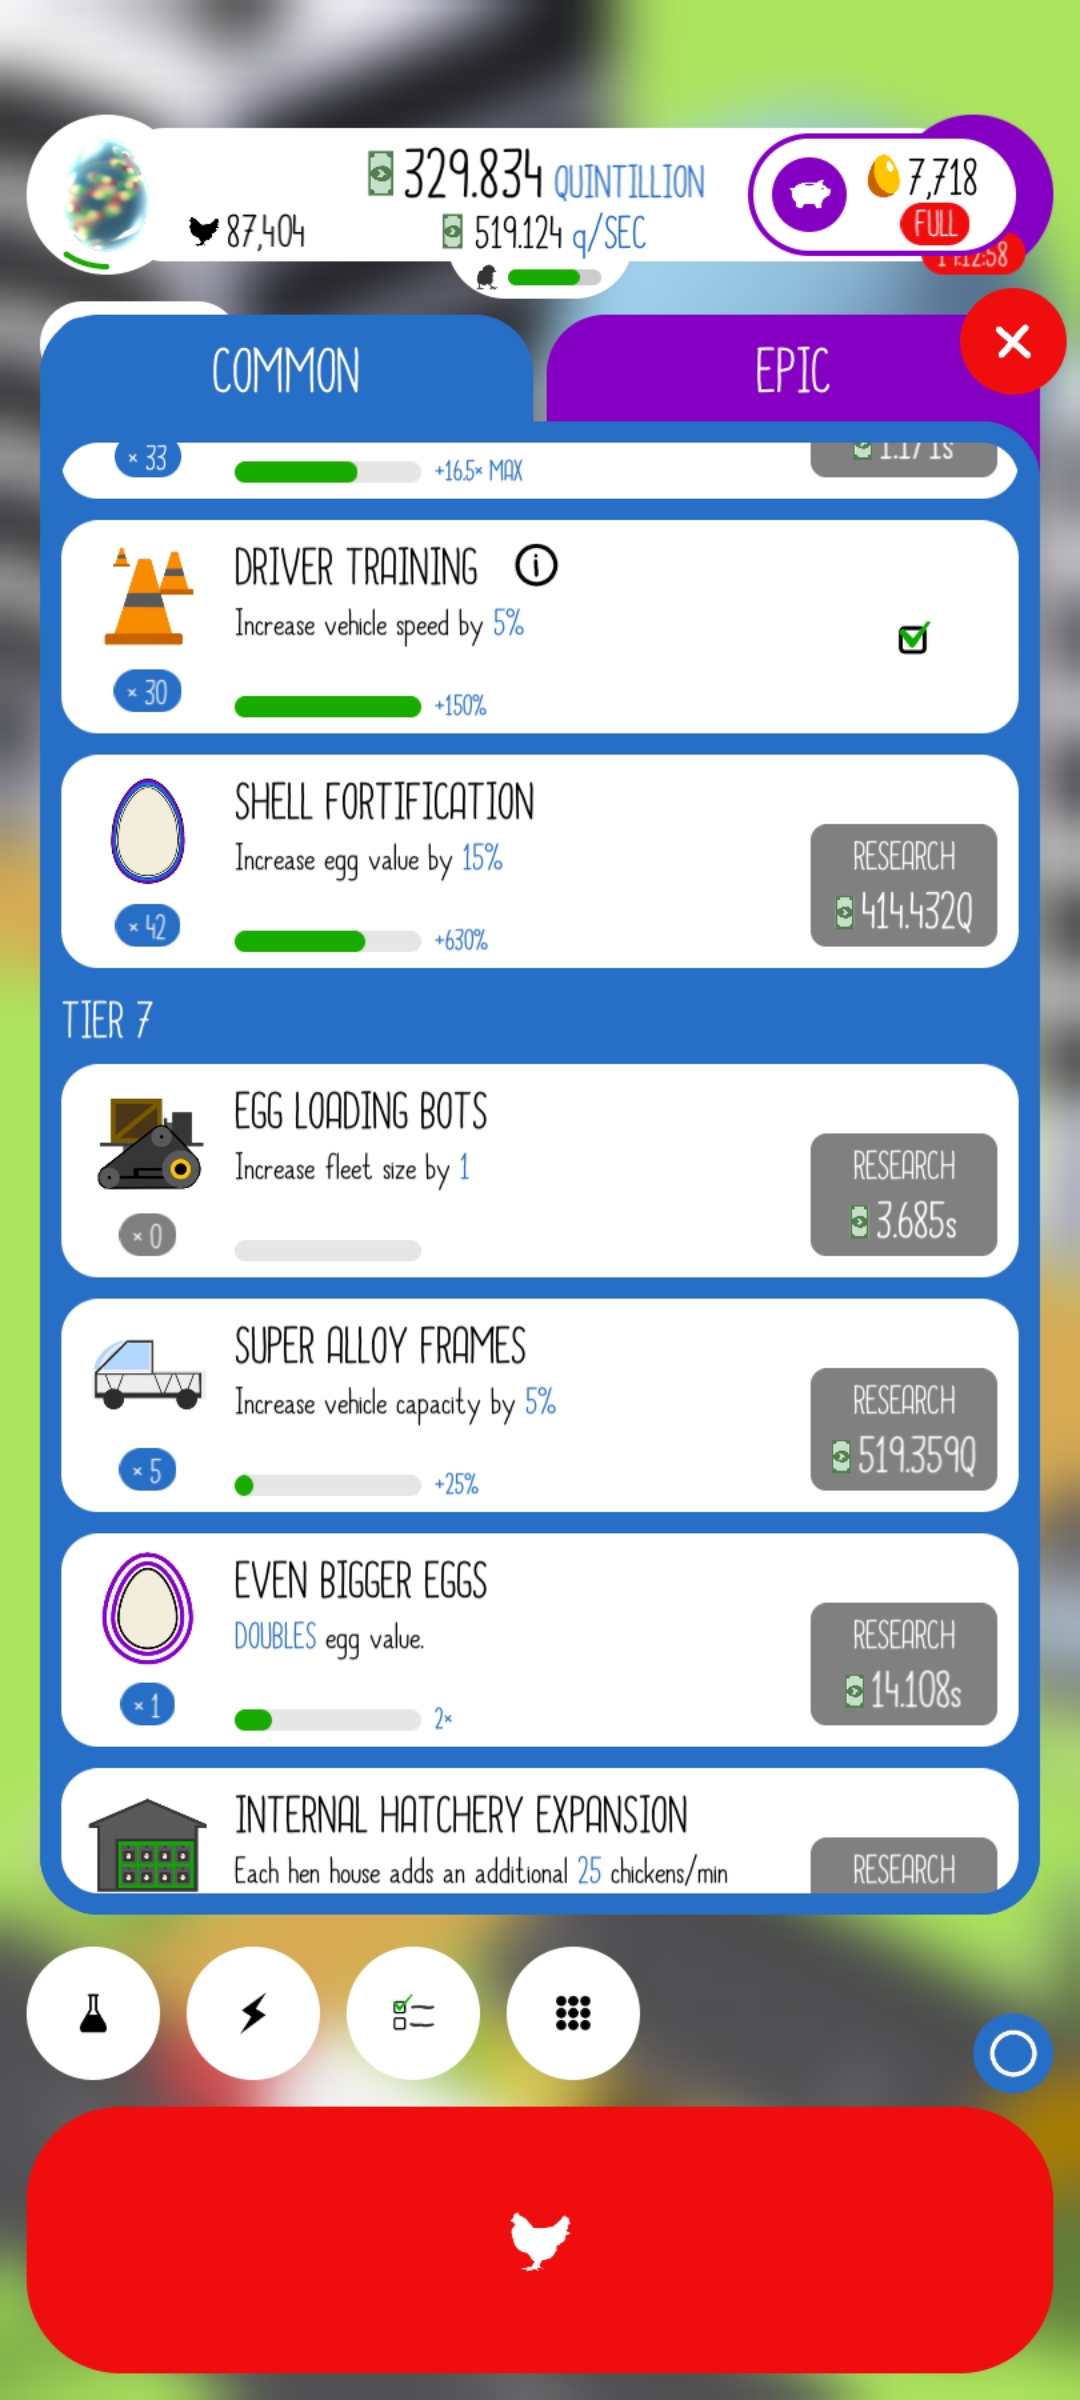 329.834 QUINTILLION
87,404
519.124 q/SEC
7,718
FULL
COMMON
EPIC
× 33
+16.5× MAX
1.171s
DRIVER TRAINING
Increase vehicle speed by 5%
× 30
+150%
SHELL FORTIFICATION
Increase egg value by 15%
RESEARCH
414.432Q
× 42
+630%
TIER 7
EGG LOADING BOTS
Increase fleet size by 1
RESEARCH
3.685s
× 0
SUPER ALLOY FRAMES
Increase vehicle capacity by 5%
RESEARCH
519.359Q
× 5
+25%
EVEN BIGGER EGGS
DOUBLES egg value.
RESEARCH
14.108s
× 1
2×
INTERNAL HATCHERY EXPANSION
Each hen house adds an additional 25 chickens/min
RESEARCH